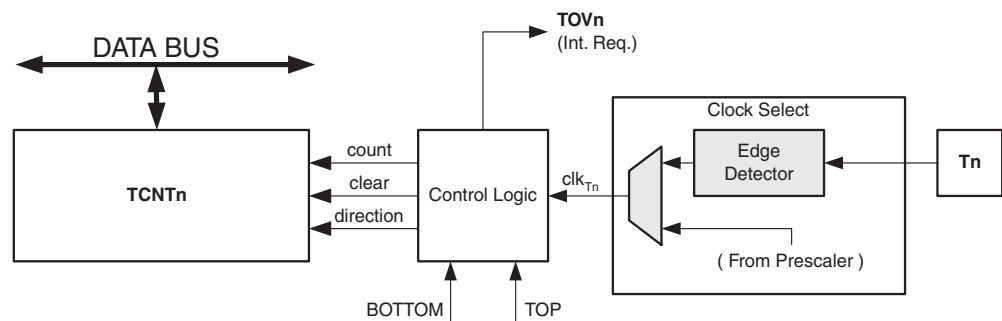 TOVn
(Int. Req.)
DATA BUS
Clock Select
count
Edge
Detector
Tn
TCNTn
clear
Control Logic
clkTn
direction
( From Prescaler )
BOTTOM
TOP